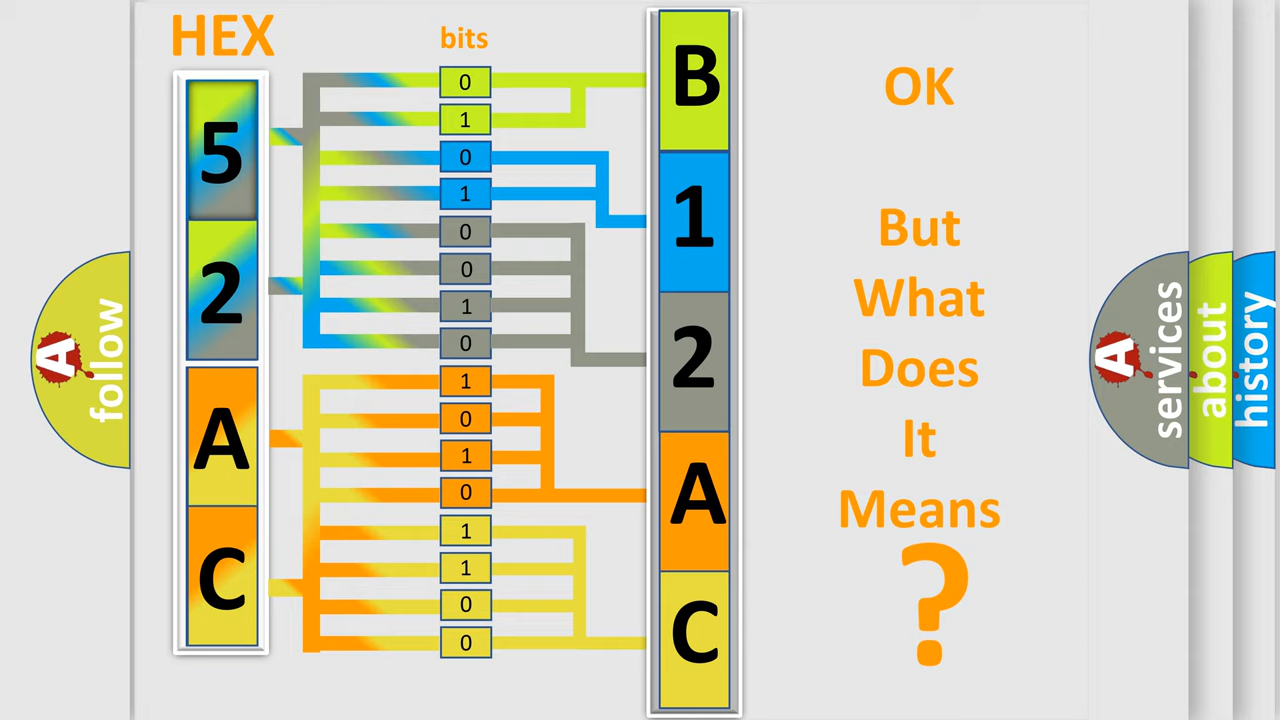 HEX
bits
5
2
A
C
0
1
0
1
0
0
1
0
1
0
1
0
1
1
0
0
B
1
2
A
C
OK
But
What
Does
It
Means
?
A
follow
A
services
about
history